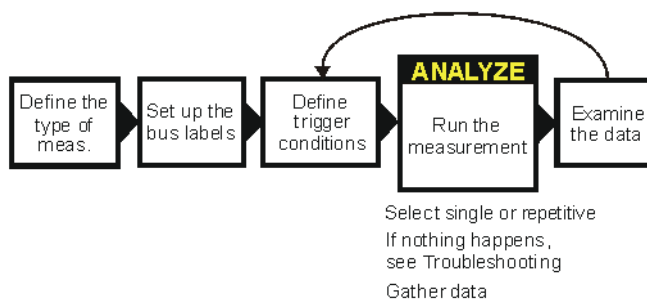 Define the
type of
meas.
Set up the
bus labels
Define
trigger
conditions
ANALYZE
Run the
measurement
Examine
the data
Select single or repetitive
If nothing happens,
see Troubleshooting
Gather data